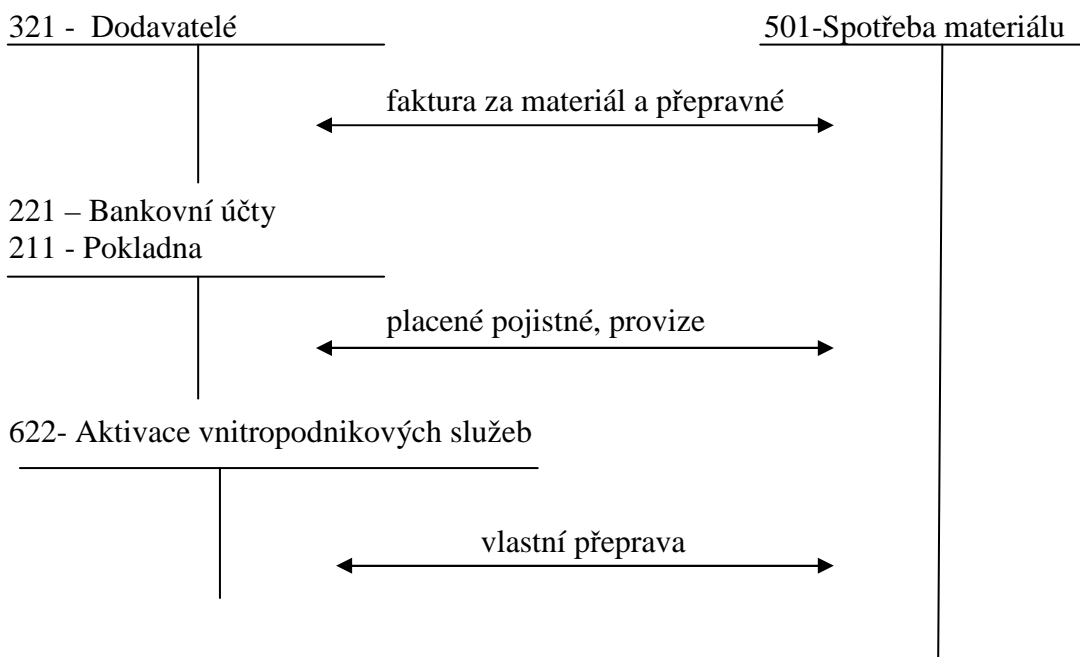 321 -  Dodavatelé
501-Spotřeba materiálu
faktura za materiál a přepravné
221 – Bankovní účty
211 - Pokladna
placené pojistné, provize
622- Aktivace vnitropodnikových služeb
vlastní přeprava